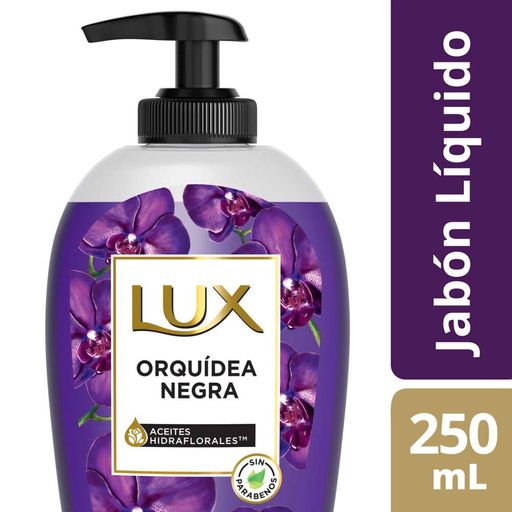 LUX
ORQUÍDEA
NEGRA
ACEITES
HIDRAFLORALES™
SIN
PARABENOS
Jabón Líquido
250
mL